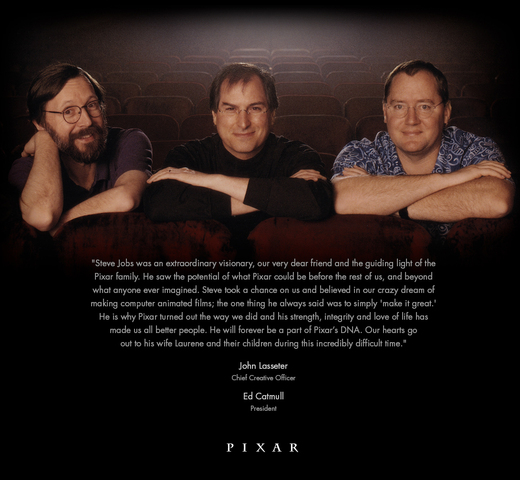 "Steve Jobs was an extraordinary visionary, our very dear friend and the guiding light of the
Pixar family. He saw the potential of what Pixar could be before the rest of us, and beyond
what anyone ever imagined. Steve took a chance on us and believed in our crazy dream of
making computer animated films; the one thing he always said was to simply 'make it great.'
He is why Pixar turned out the way we did and his strength, integrity and love of life has
made us all better people. He will forever be a part of Pixar's DNA. Our hearts go
out to his wife Laurene and their children during this incredibly difficult time."
John Lasseter
Chief Creative Officer
Ed Catmull
President
PIXAR